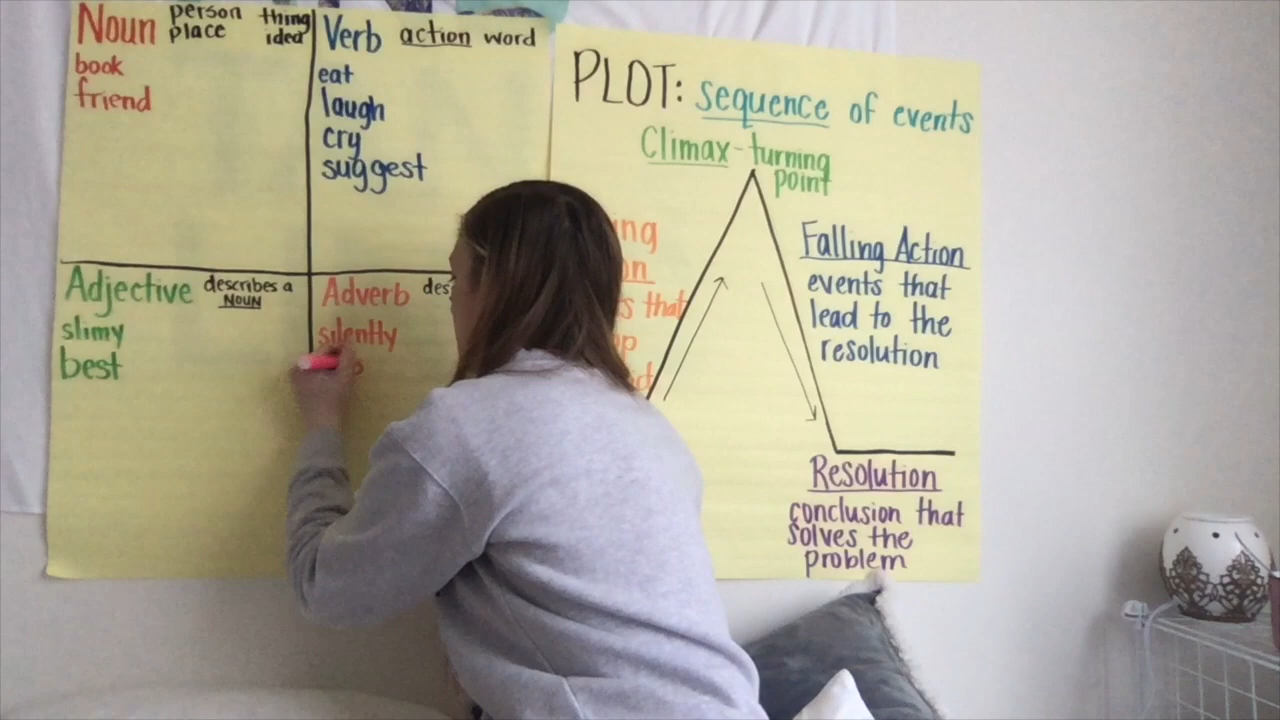 Noun person thing
place idea
book
friend
Verb action word
eat
laugh
cry
suggest
Adjective describes a
NOUN
slimy
best
Adverb des
silently
PLOT: sequence of events
Climax - turning
point
that
Falling Action
events that
lead to the
resolution
Resolution
conclusion that
solves the
problem